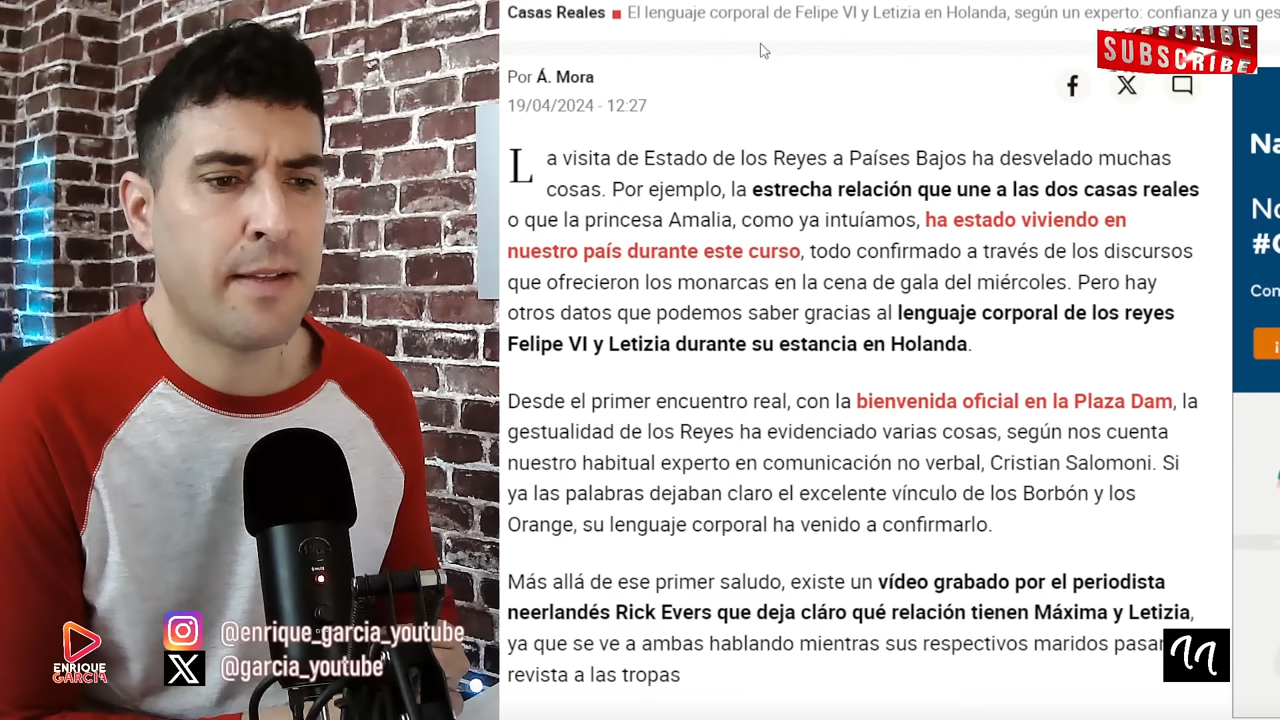 Casas Reales El lenguaje corporal de Felipe VI y Letizia en Holanda, según un experto: confianza y un ges
SUBSCRIBE
SUBSCRIBE
Por Á. Mora
19/04/2024 - 12:27
La visita de Estado de los Reyes a Países Bajos ha desvelado muchas
cosas. Por ejemplo, la estrecha relación que une a las dos casas reales
o que la princesa Amalia, como ya intuíamos, ha estado viviendo en
nuestro país durante este curso, todo confirmado a través de los discursos
que ofrecieron los monarcas en la cena de gala del miércoles. Pero hay
otros datos que podemos saber gracias al lenguaje corporal de los reyes
Felipe VI y Letizia durante su estancia en Holanda.
Desde el primer encuentro real, con la bienvenida oficial en la Plaza Dam, la
gestualidad de los Reyes ha evidenciado varias cosas, según nos cuenta
nuestro habitual experto en comunicación no verbal, Cristian Salomoni. Si
ya las palabras dejaban claro el excelente vínculo de los Borbón y los
Orange, su lenguaje corporal ha venido a confirmarlo.
Más allá de ese primer saludo, existe un vídeo grabado por el periodista
neerlandés Rick Evers que deja cláro qué relación tienen Máxima y Letizia,
ya que se ve a ambas hablando mientras sus respectivos maridos pasar
revista a las tropas
Na
No
#C
Con
ENRIQUE
GARCIA
@enrique_garcia_youtube
@garcia_youtube